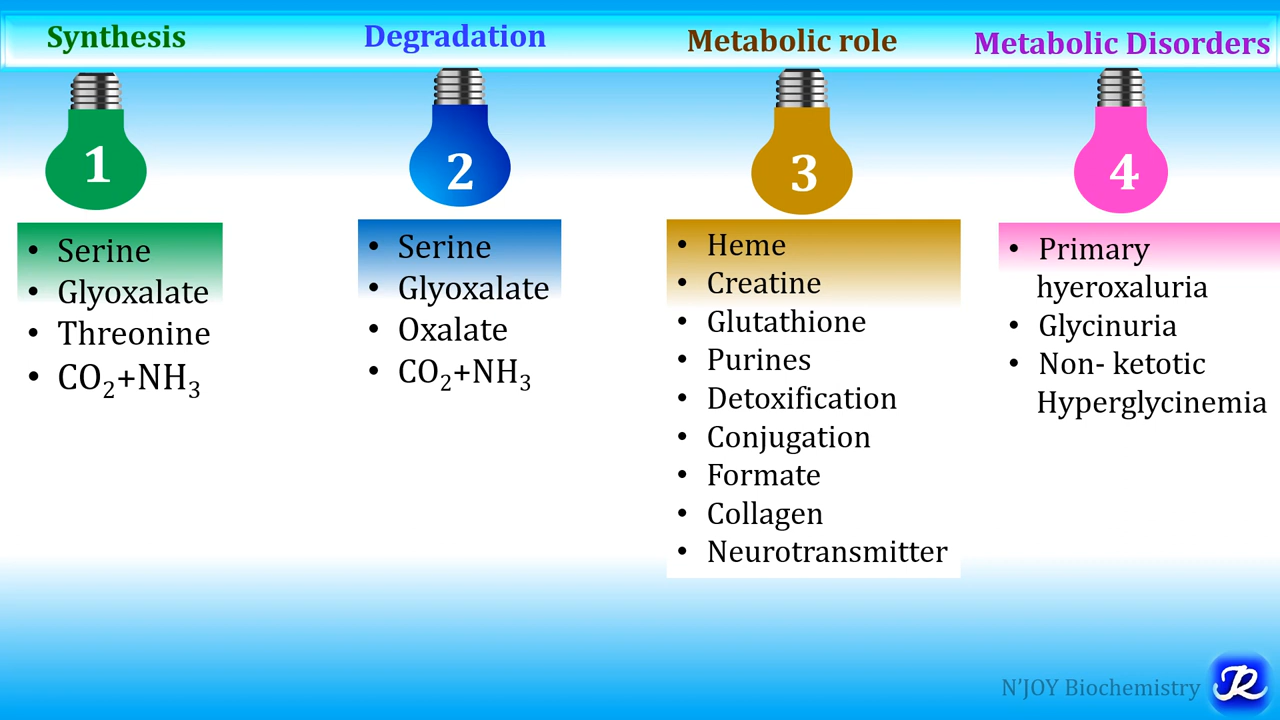 Synthesis
Degradation
Metabolic role
Metabolic Disorders
1
2
3
4
• Serine
• Glyoxalate
• Threonine
• CO₂+NH₃
• Serine
• Glyoxalate
• Oxalate
• CO₂+NH₃
• Heme
• Creatine
• Glutathione
• Purines
• Detoxification
• Conjugation
• Formate
• Collagen
• Neurotransmitter
• Primary
hyeroxaluria
• Glycinuria
• Non- ketotic
Hyperglycinemia
N'JOY Biochemistry
JR